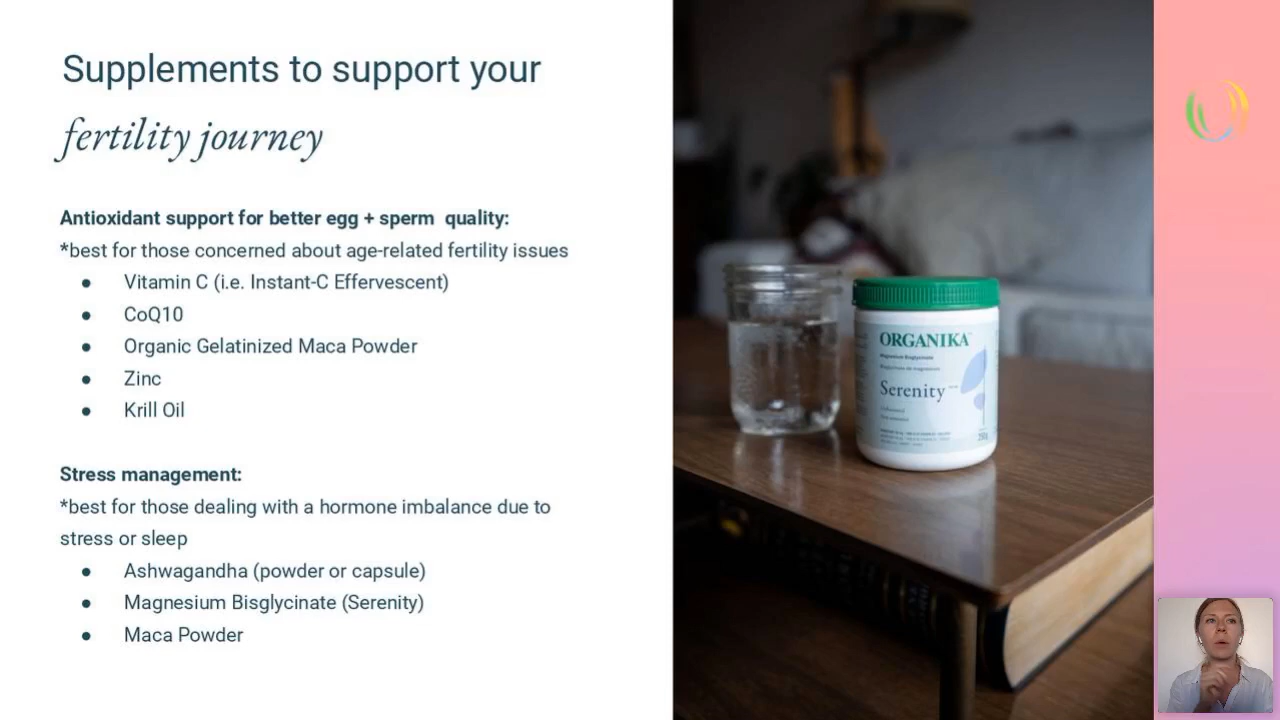 Supplements to support your
fertility journey
Antioxidant support for better egg + sperm quality:
*best for those concerned about age-related fertility issues
● Vitamin C (i.e. Instant-C Effervescent)
● CoQ10
● Organic Gelatinized Maca Powder
● Zinc
● Krill Oil
Stress management:
*best for those dealing with a hormone imbalance due to
stress or sleep
● Ashwagandha (powder or capsule)
● Magnesium Bisglycinate (Serenity)
● Maca Powder
ORGANIKA
Magnesium Bisglycinate
Serenity
250g